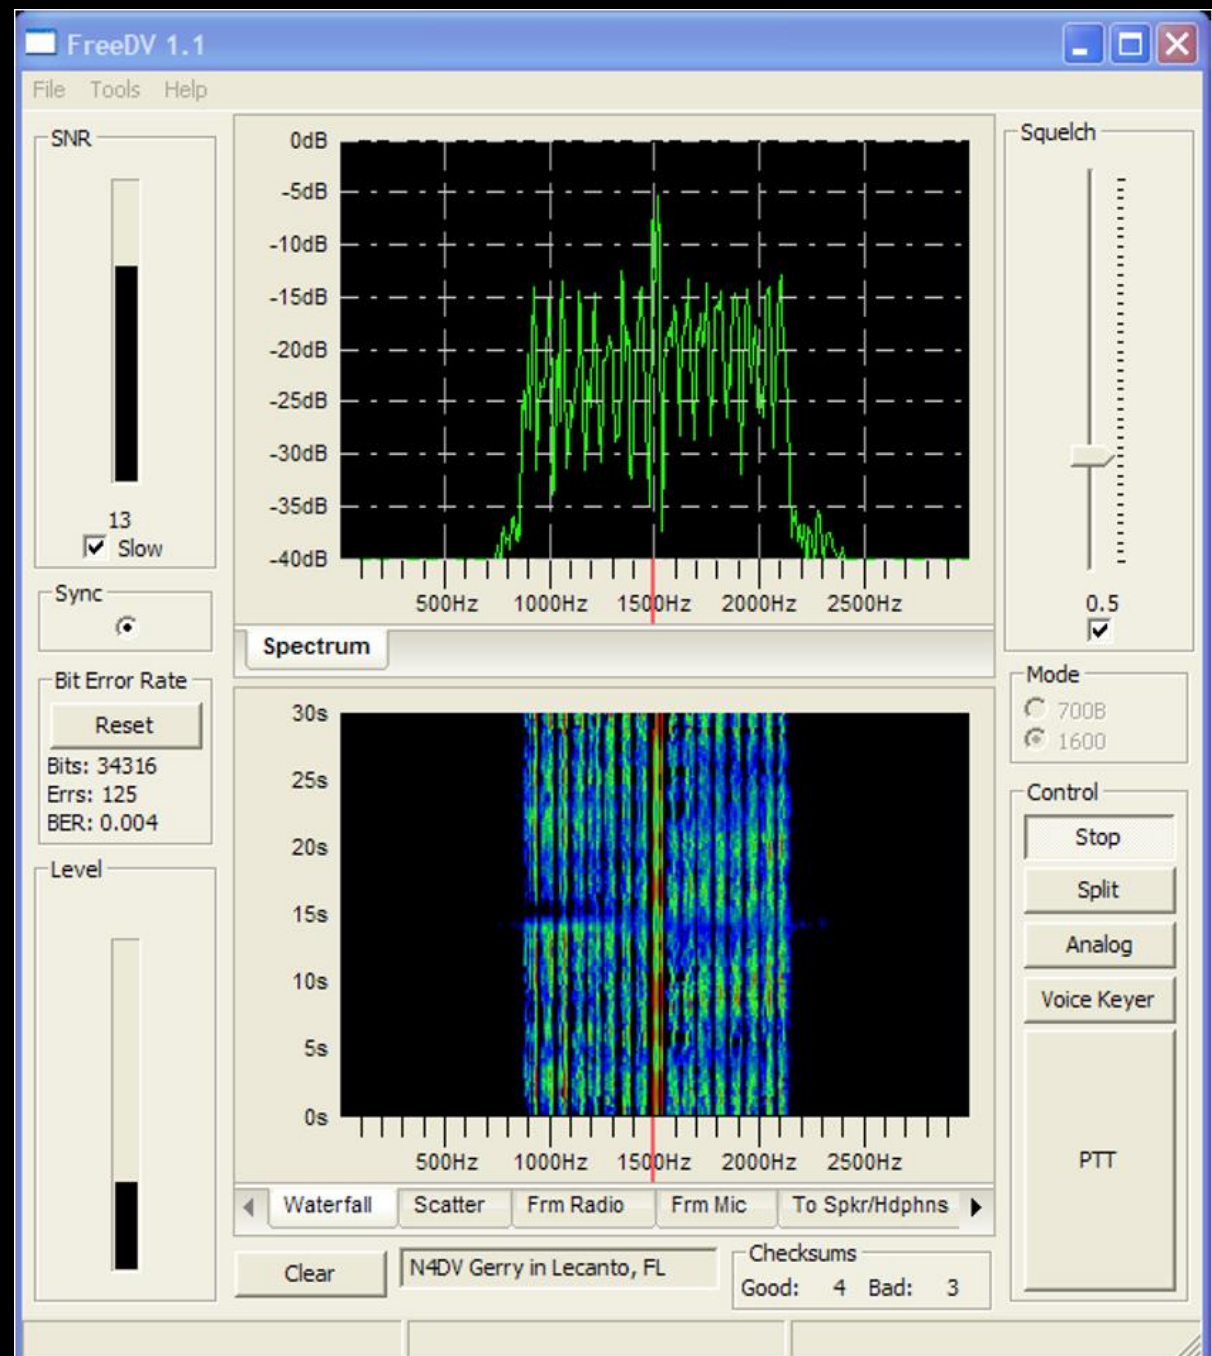 FreeDV 1.1
File Tools Help
SNR
13
Slow
Sync
Bit Error Rate
Reset
Bits: 34316
Errs: 125
BER: 0.004
Level
0dB
-5dB
-10dB
-15dB
-20dB
-25dB
-30dB
-35dB
-40dB
500Hz 1000Hz 1500Hz 2000Hz 2500Hz
Spectrum
30s
25s
20s
15s
10s
5s
0s
500Hz 1000Hz 1500Hz 2000Hz 2500Hz
Waterfall Scatter Frm Radio Frm Mic To Spkr/Hdphns
Clear
N4DV Gerry in Lecanto, FL
Checksums
Good: 4 Bad: 3
Squelch
0.5
Mode
700B
1600
Control
Stop
Split
Analog
Voice Keyer
PTT